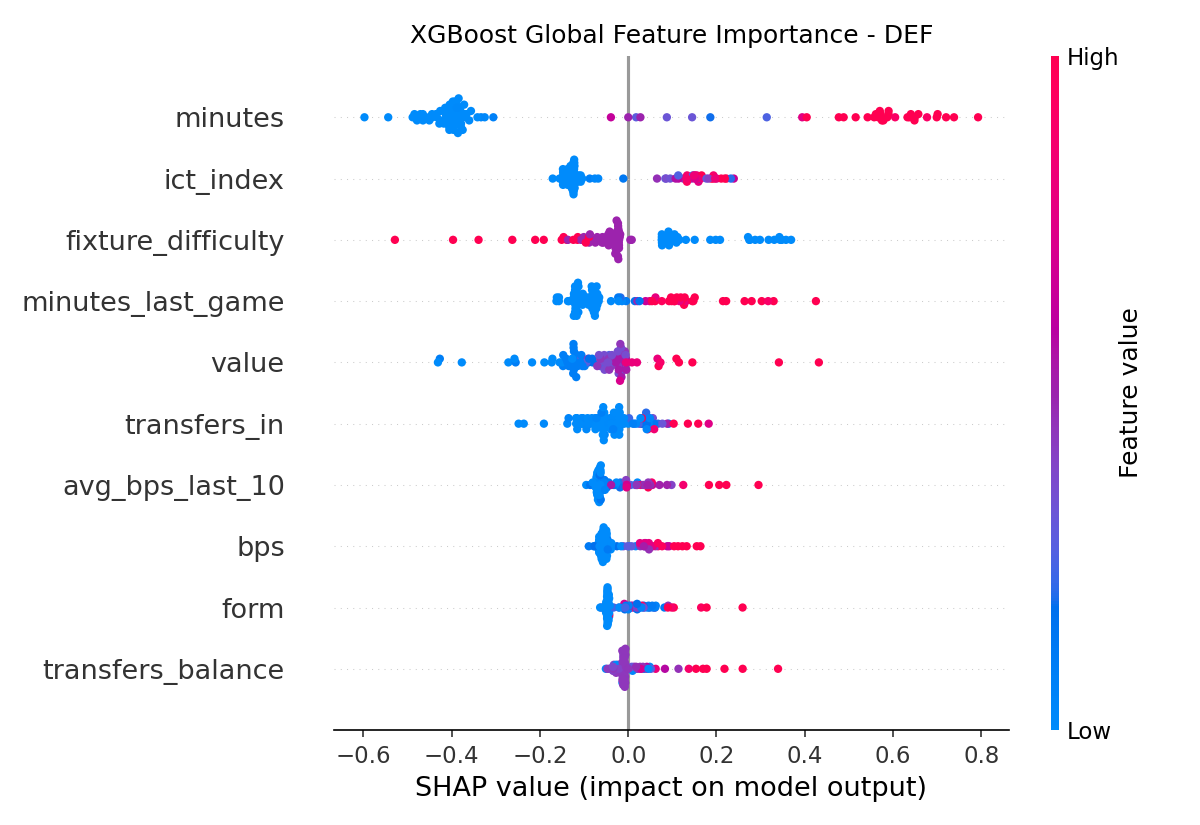 XGBoost Global Feature Importance - DEF
High
minutes
ict_index
fixture_difficulty
minutes_last_game
value
transfers_in
avg_bps_last_10
bps
form
transfers_balance
Feature value
Low
−0.6 −0.4 −0.2 0.0 0.2 0.4 0.6 0.8
SHAP value (impact on model output)